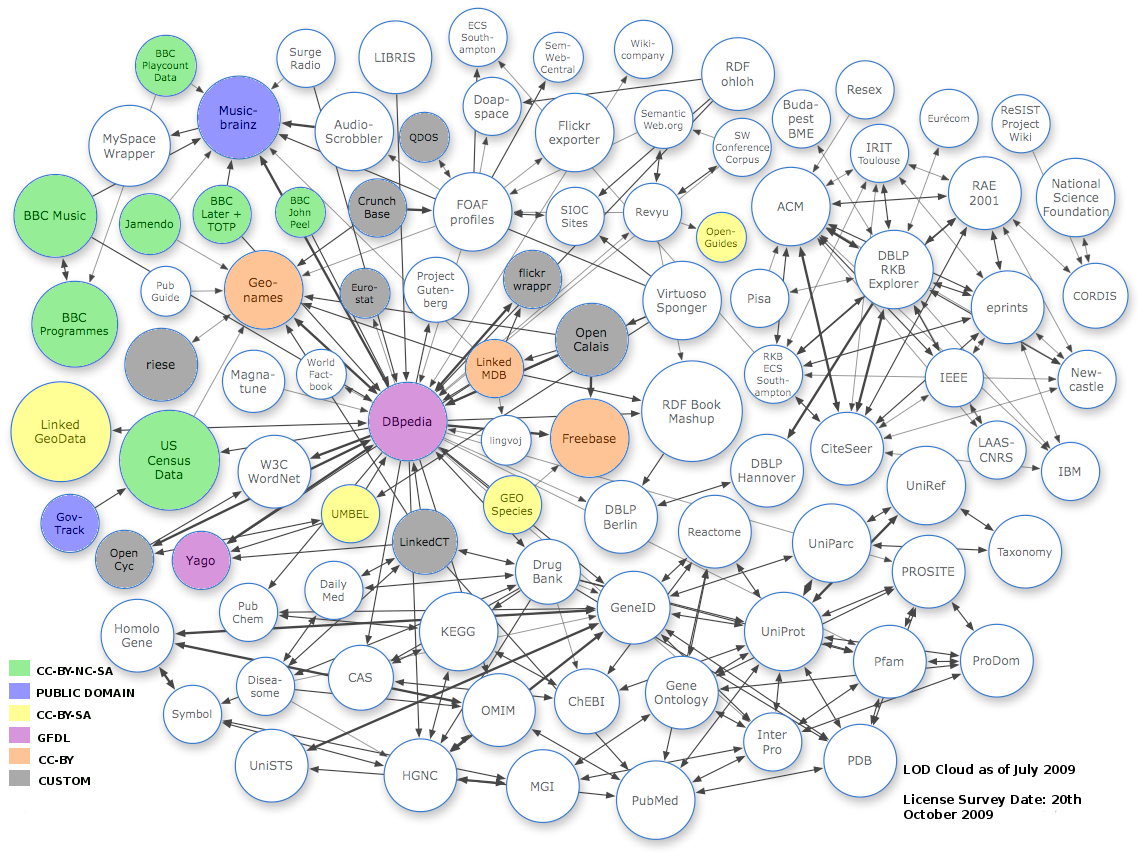 BBC
Playcount
Data
Surge
Radio
LIBRIS
ECS
South-
ampton
Sem-
Web-
Central
Wiki-
company
RDF
ohloh
Music-
brainz
MySpace
Wrapper
Audio-
Scrobbler
QDOS
Doap-
space
Flickr
exporter
Semantic
Web.org
SW
Conference
Corpus
Buda-
pest
BME
Resex
IRIT
Toulouse
Eurécom
ReSIST
Project
Wiki
BBC Music
Jamendo
BBC
Later +
TOTP
BBC
John
Peel
Crunch
Base
FOAF
profiles
SIOC
Sites
Revyu
Open-
Guides
ACM
RAE
2001
National
Science
Foundation
BBC
Programmes
Pub
Guide
Geo-
names
Euro-
stat
Project
Guten-
berg
flickr
wrappr
Virtuoso
Sponger
Pisa
DBLP
RKB
Explorer
eprints
CORDIS
riese
Magna-
tune
World
Fact-
book
Linked
MDB
Open
Calais
RKB
ECS
South-
ampton
IEEE
New-
castle
Linked
GeoData
US
Census
Data
W3C
WordNet
DBpedia
lingvoj
Freebase
RDF Book
Mashup
DBLP
Hannover
CiteSeer
LAAS-
CNRS
IBM
Gov-
Track
Open
Cyc
Yago
UMBEL
LinkedCT
GEO
Species
DBLP
Berlin
Reactome
UniParc
UniRef
Taxonomy
PROSITE
Daily
Med
Drug
Bank
Pub
Chem
Homolo
Gene
KEGG
GeneID
UniProt
Pfam
ProDom
Disea-
some
CAS
ChEBI
Gene
Ontology
Symbol
OMIM
Inter
Pro
UniSTS
HGNC
MGI
PubMed
PDB
CC-BY-NC-SA
PUBLIC DOMAIN
CC-BY-SA
GFDL
CC-BY
CUSTOM
LOD Cloud as of July 2009
License Survey Date: 20th
October 2009